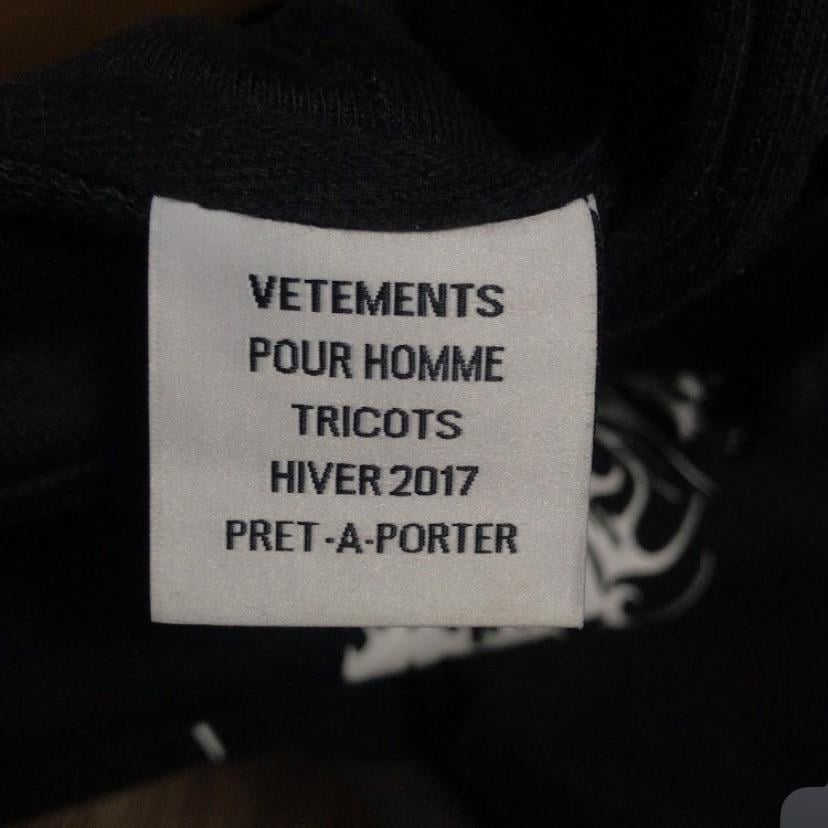 VETEMENTS
POUR HOMME
TRICOTS
HIVER 2017
PRET-A-PORTER